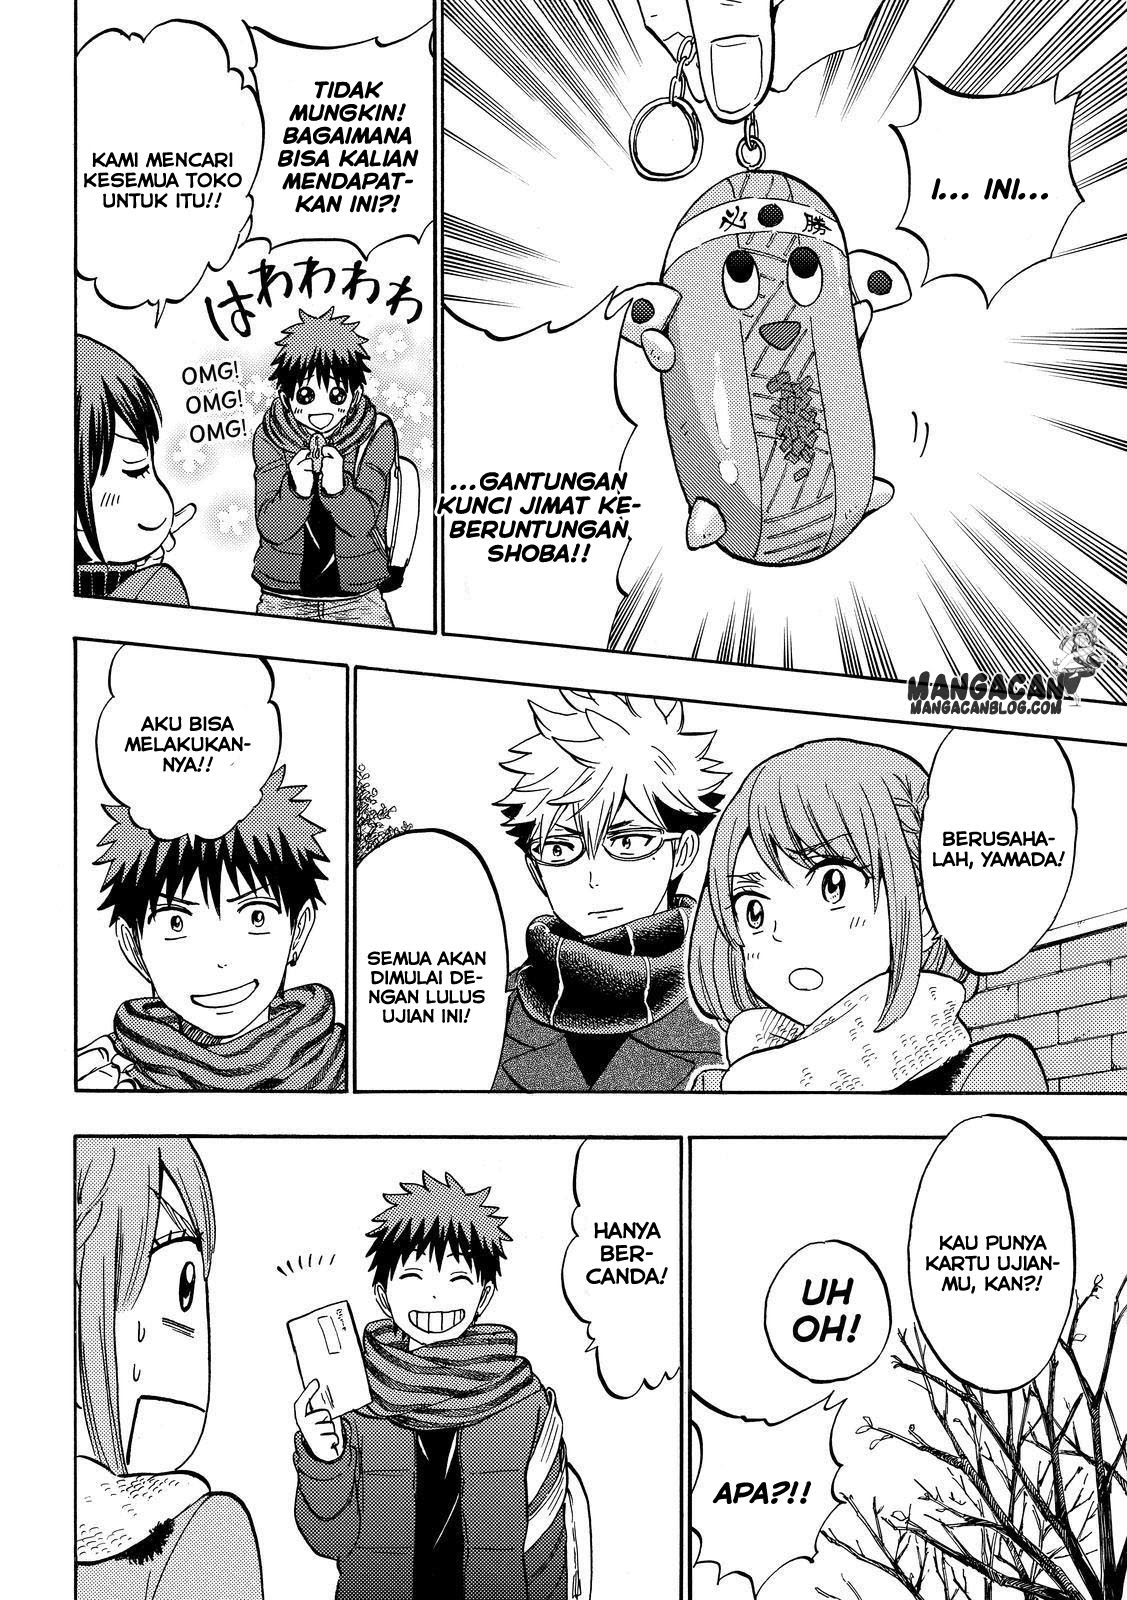 I... INI...
必 勝
...GANTUNGAN
KUNCI JIMAT KE-
BERUNTUNGAN
SHOBA!!
TIDAK
MUNGKIN!
BAGAIMANA
BISA KALIAN
MENDAPAT-
KAN INI?!
KAMI MENCARI
KESEMUA TOKO
UNTUK ITU!!
はわわわわ
OMG!
OMG!
OMG!
MANGACAN
MANGACANBLOG.COM
BERUSAHA-
LAH, YAMADA!
SEMUA AKAN
DIMULAI DE-
NGAN LULUS
UJIAN INI!
AKU BISA
MELAKUKAN-
NYA!!
KAU PUNYA
KARTU UJIAN-
MU, KAN?!
UH
OH!
APA?!!
HANYA
BER-
CANDA!